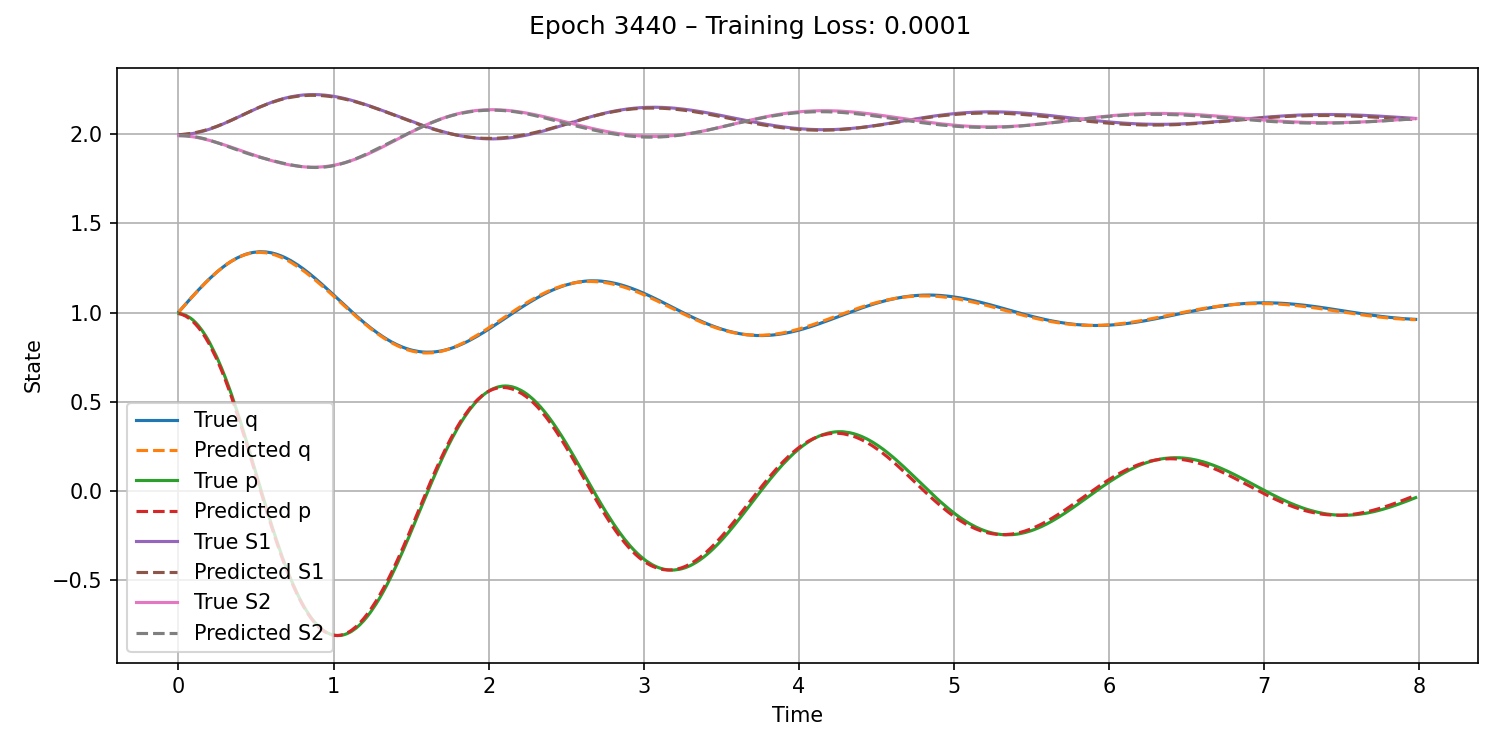 Epoch 3440 – Training Loss: 0.0001
2.0
1.5
1.0
0.5
0.0
−0.5
State
True q
Predicted q
True p
Predicted p
True S1
Predicted S1
True S2
Predicted S2
0 1 2 3 4 5 6 7 8
Time